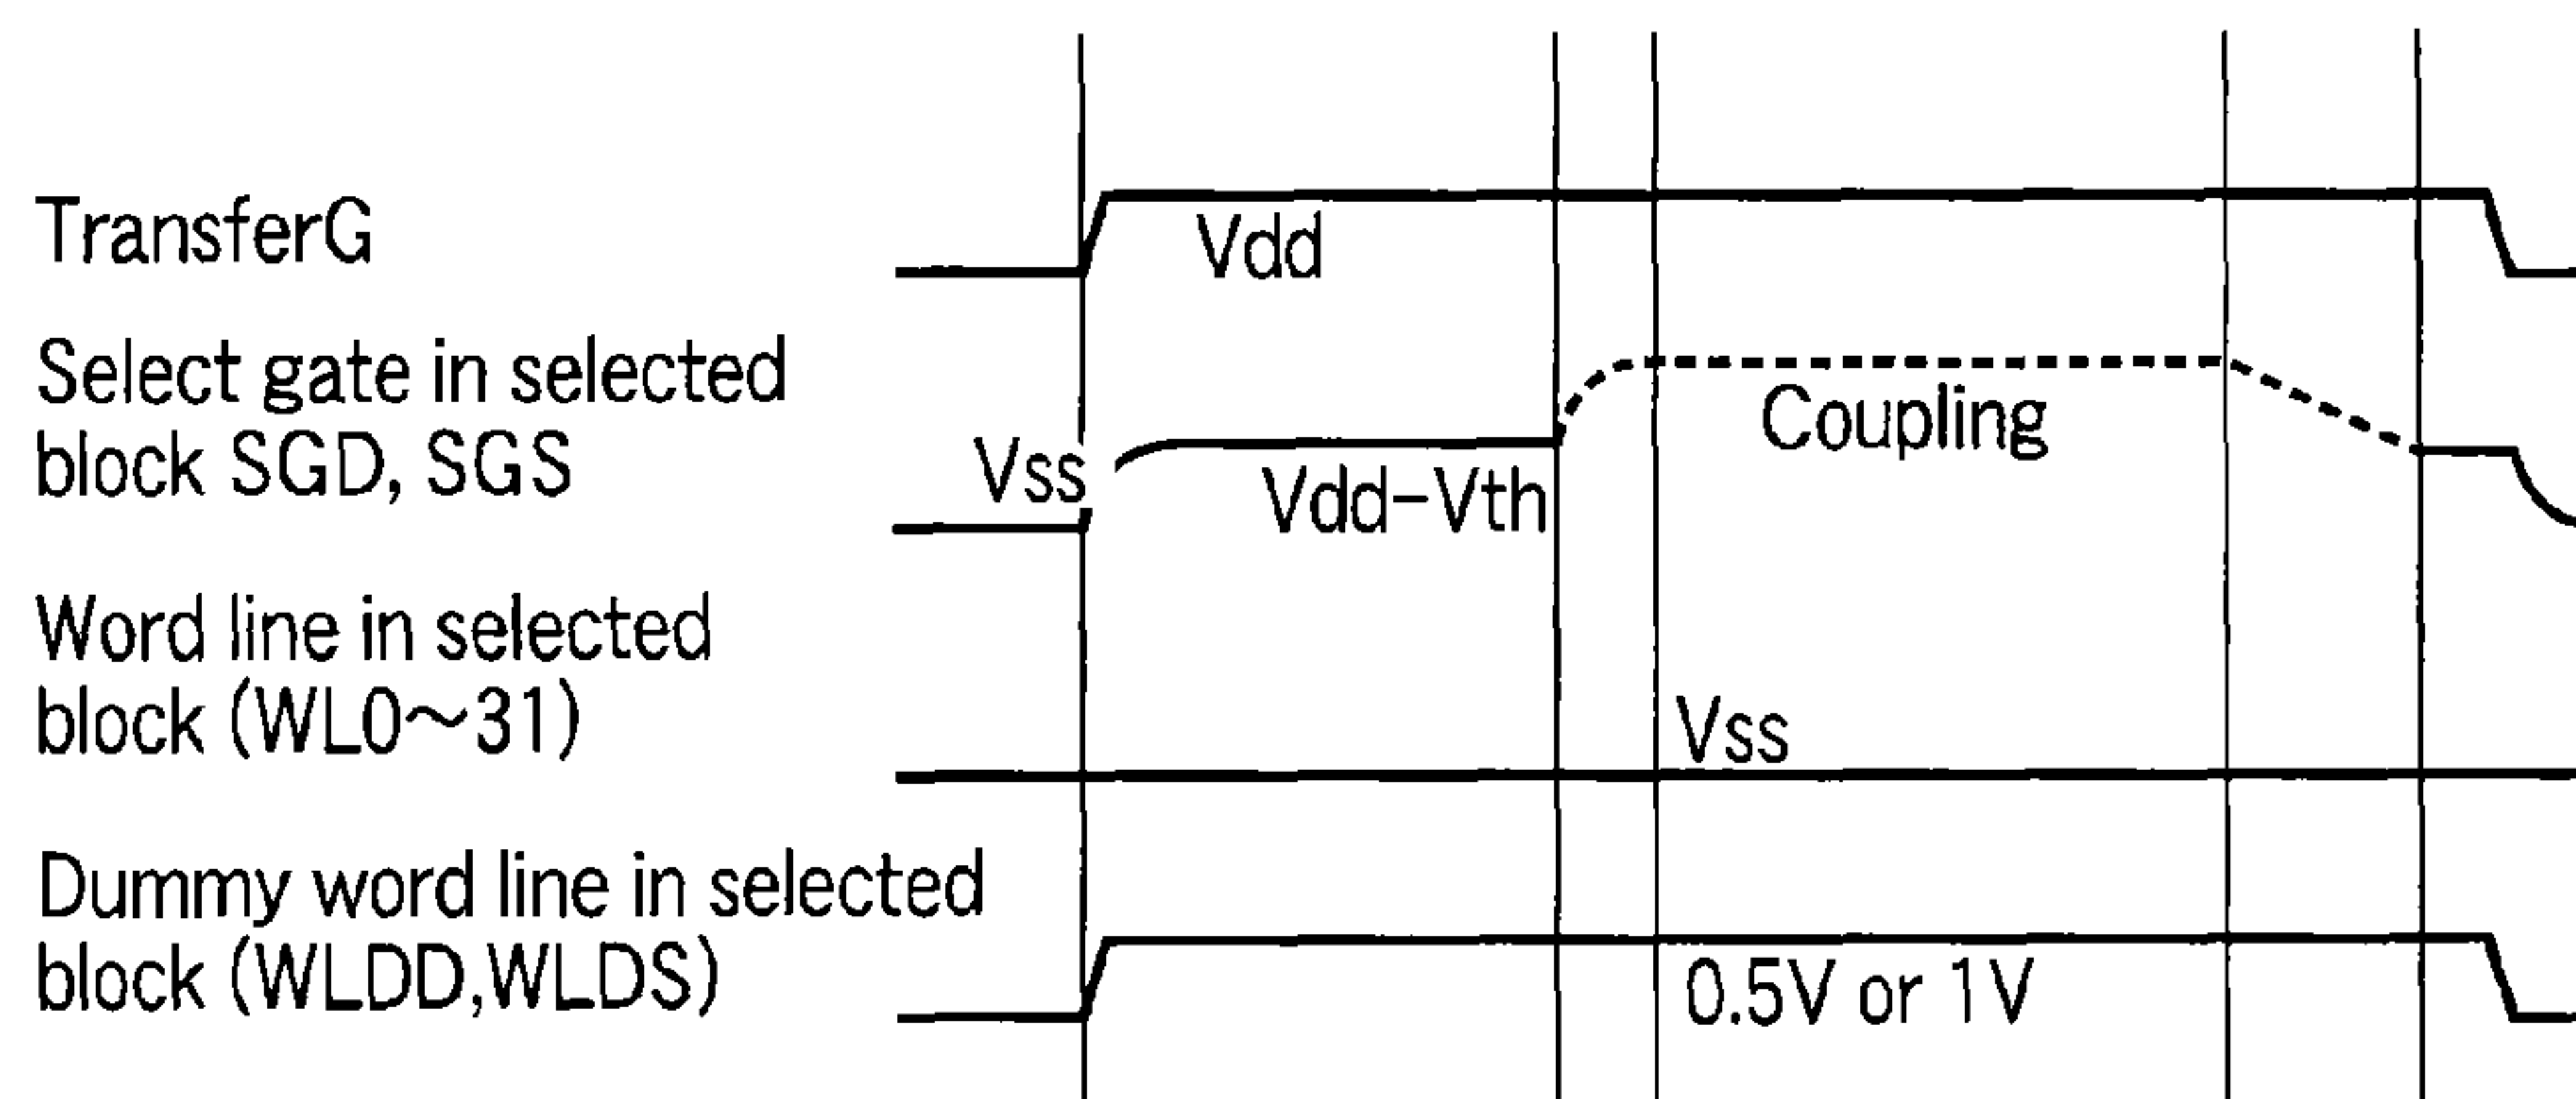 TransferG
Vdd
Select gate in selected
block SGD, SGS
Vss
Vdd-Vth
Coupling
Word line in selected
block (WL0～31)
Vss
Dummy word line in selected
block (WLDD,WLDS)
0.5V or 1V